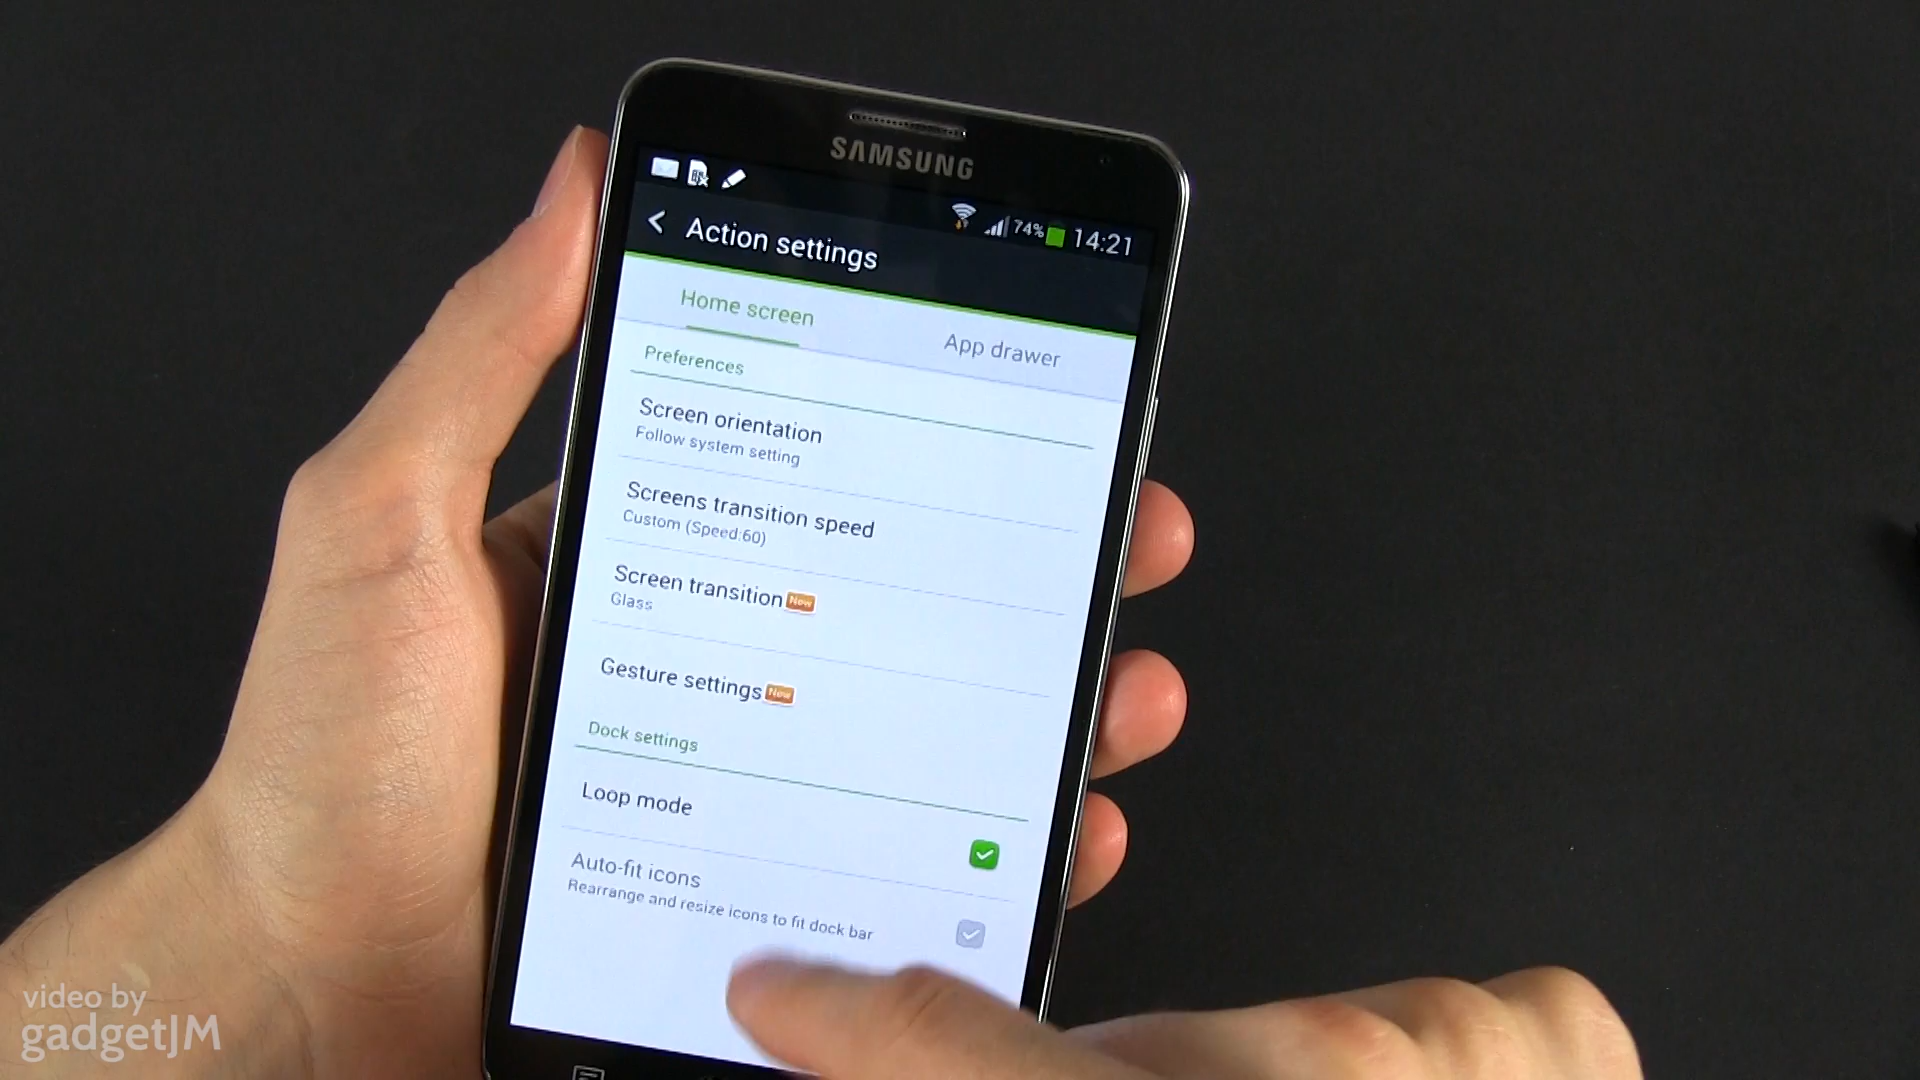 SAMSUNG
74% 14:21
Action settings
Home screen
App drawer
Preferences
Screen orientation
Follow system setting
Screens transition speed
Custom (Speed:60)
Screen transition New
Glass
Gesture settings New
Dock settings
Loop mode
Auto-fit icons
Rearrange and resize icons to fit dock bar
video by
gadgetJM